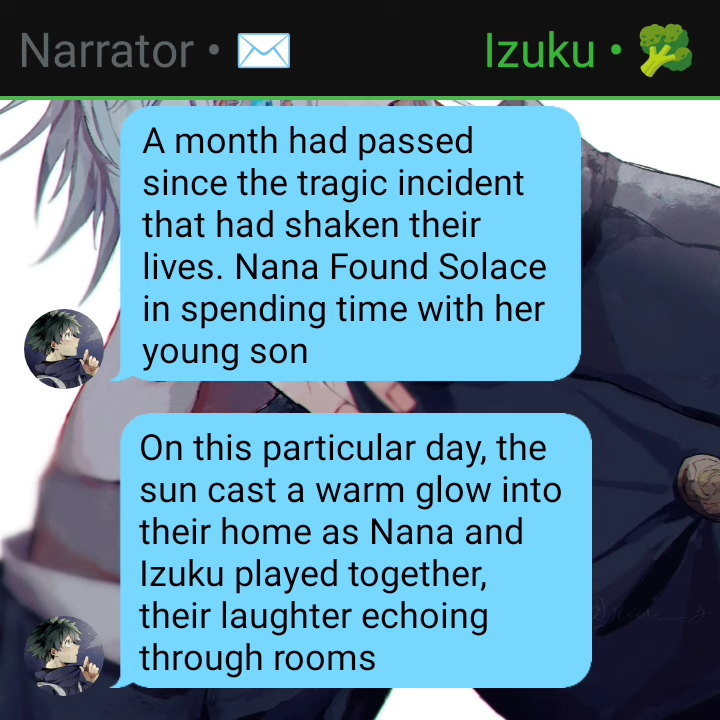 Narrator • ✉️ Izuku • 🥦
A month had passed
since the tragic incident
that had shaken their
lives. Nana Found Solace
in spending time with her
young son
On this particular day, the
sun cast a warm glow into
their home as Nana and
Izuku played together,
their laughter echoing
through rooms